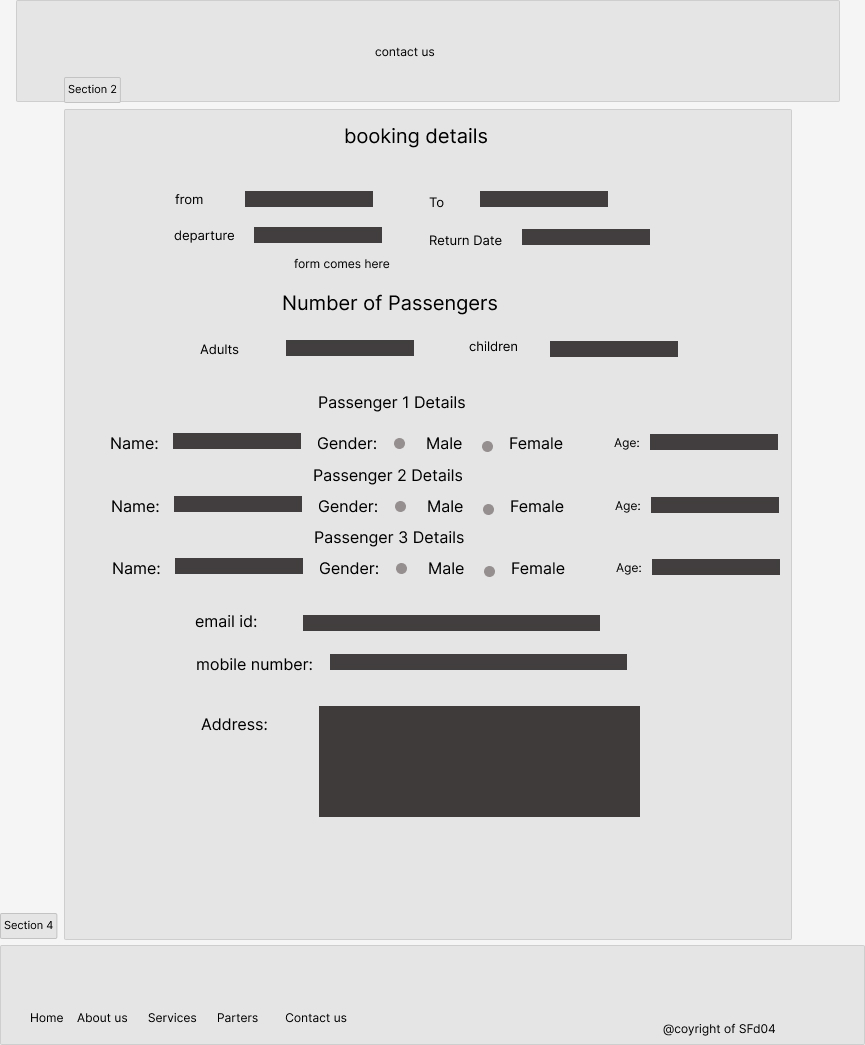 contact us
Section 2
booking details
from To
departure Return Date
form comes here
Number of Passengers
Adults children
Passenger 1 Details
Name: Gender: Male Female Age:
Passenger 2 Details
Name: Gender: Male Female Age:
Passenger 3 Details
Name: Gender: Male Female Age:
email id:
mobile number:
Address:
Section 4
Home About us Services Parters Contact us
@coyright of SFd04